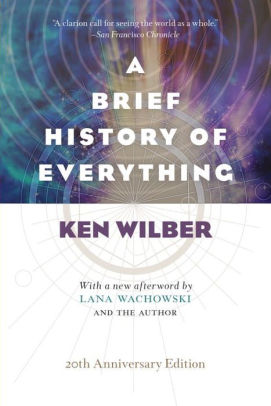 "A clarion call for seeing the world as a whole."
–San Francisco Chronicle
A
BRIEF
HISTORY OF
EVERYTHING
KEN WILBER
With a new afterword by
LANA WACHOWSKI
AND THE AUTHOR
20th Anniversary Edition